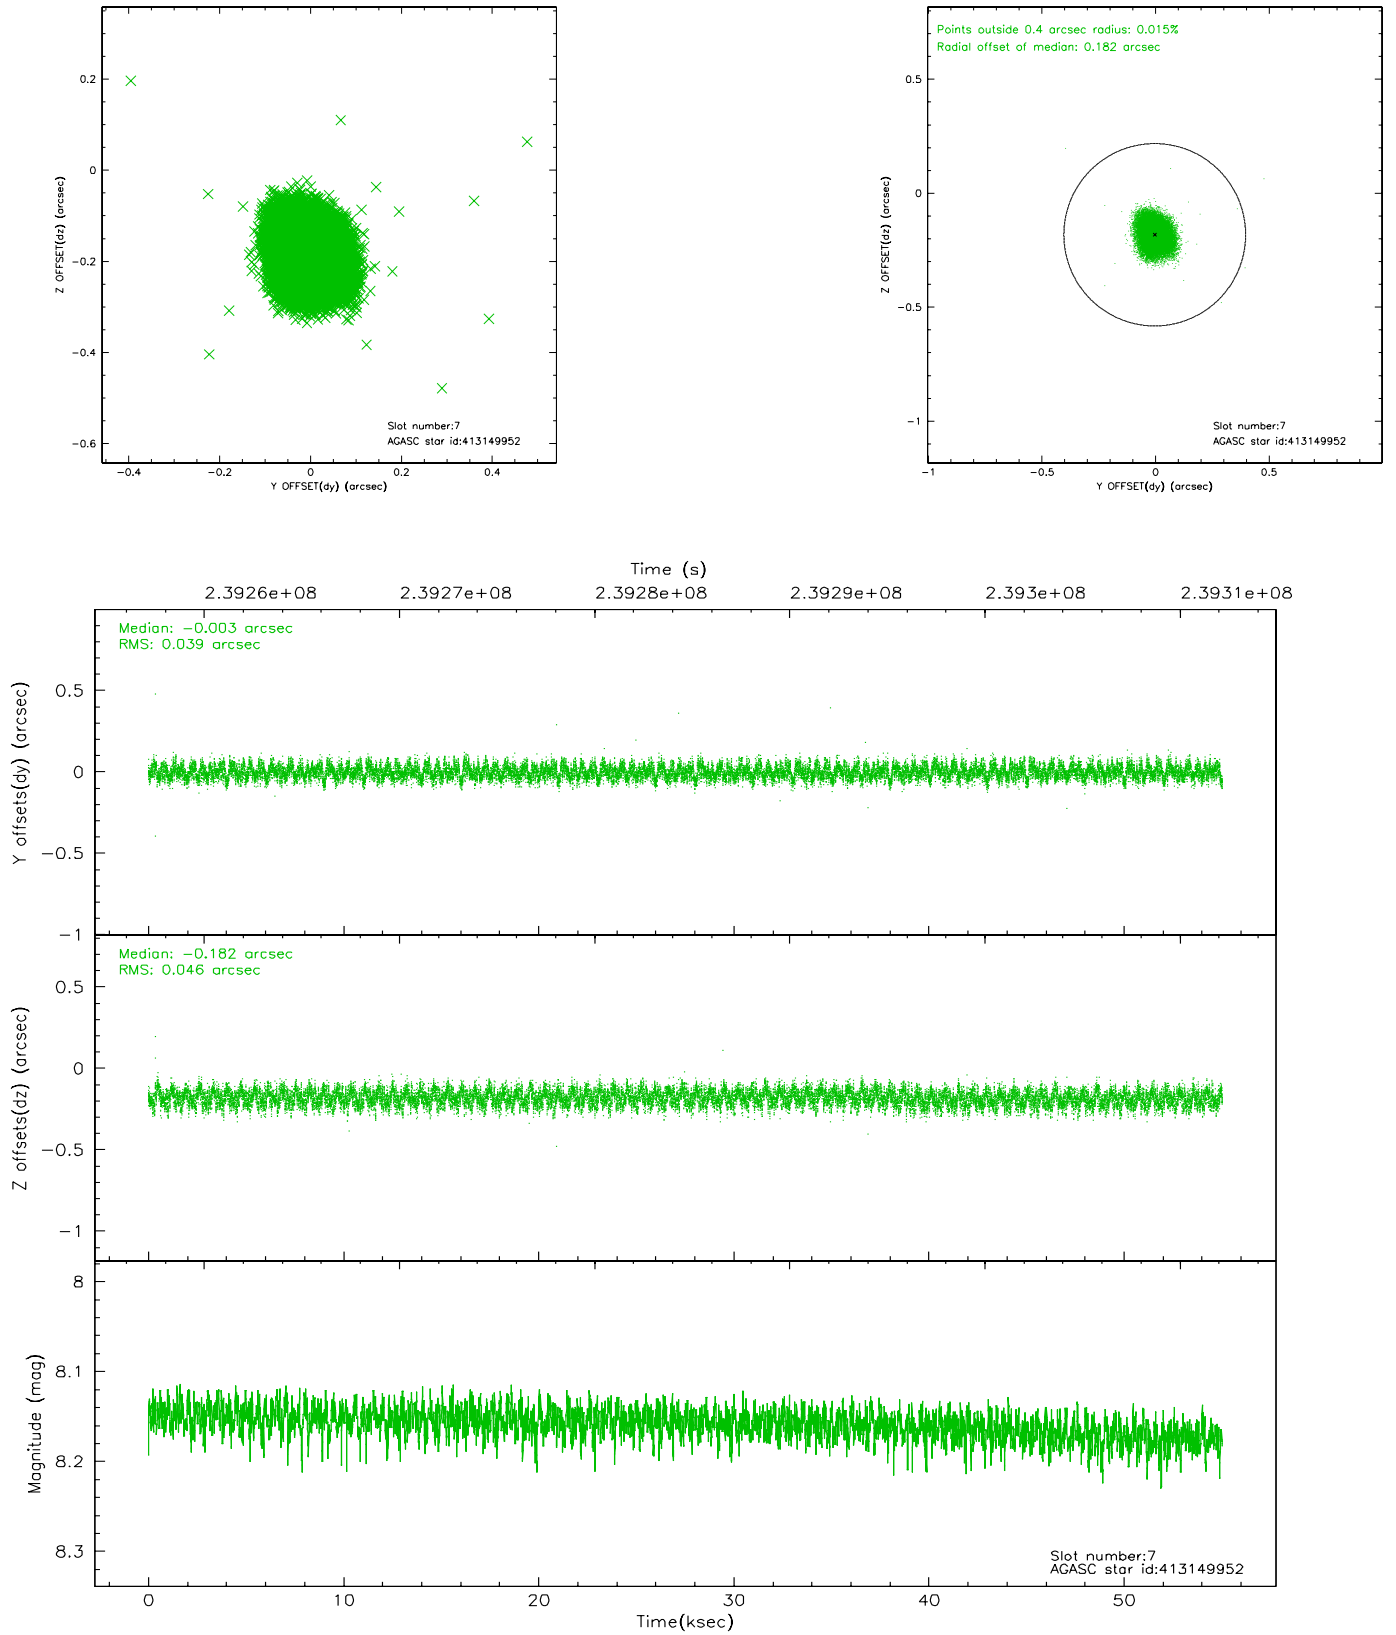 0.2
0
-0.2
-0.4
-0.6
Z OFFSET(dz) (arcsec)
Slot number:7
AGASC star id:413149952
-0.4 -0.2 0 0.2 0.4
Y OFFSET(dy) (arcsec)
Points outside 0.4 arcsec radius: 0.015%
Radial offset of median: 0.182 arcsec
0.5
0
-0.5
-1
Z OFFSET(dz) (arcsec)
Slot number:7
AGASC star id:413149952
-1 -0.5 0 0.5
Y OFFSET(dy) (arcsec)
Time (s)
2.3926e+08 2.3927e+08 2.3928e+08 2.3929e+08 2.393e+08 2.3931e+08
Median: -0.003 arcsec
RMS: 0.039 arcsec
0.5
0
-0.5
-1
Y offsets(dy) (arcsec)
Median: -0.182 arcsec
RMS: 0.046 arcsec
0.5
0
-0.5
-1
Z offsets(dz) (arcsec)
8
8.1
8.2
8.3
Magnitude (mag)
Slot number:7
AGASC star id:413149952
0 10 20 30 40 50
Time(ksec)